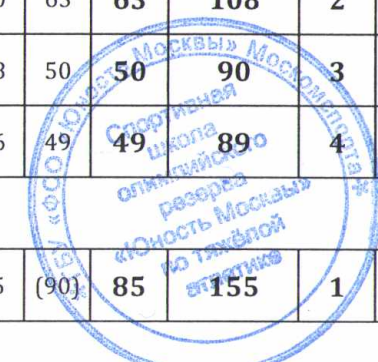 63 63 108 2
50 50 90 3
49 49 89 4
(90) 85 155 1
«ФСО «Юность Москвы» Москомспорта *
Спортивная
школа
олимпийского
резерва
«Юность Москвы»
по тяжёлой
атлетике